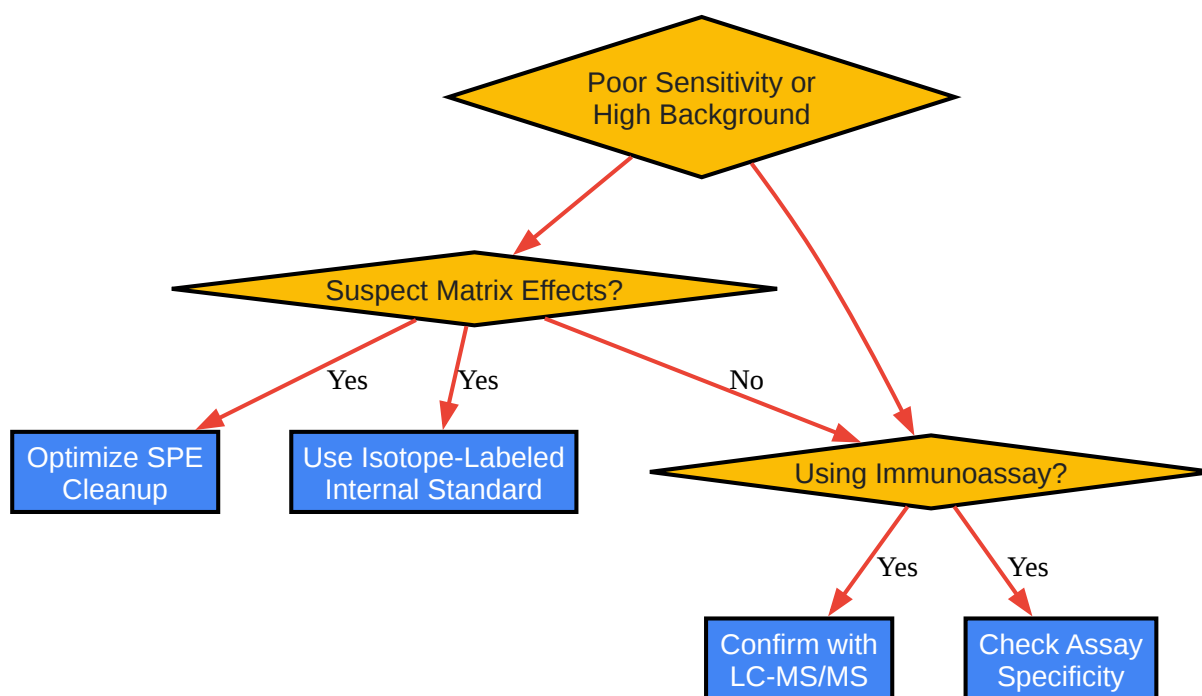 Poor Sensitivity or
High Background
Suspect Matrix Effects?
Yes
Yes
No
Optimize SPE
Cleanup
Use Isotope-Labeled
Internal Standard
Using Immunoassay?
Yes
Yes
Confirm with
LC-MS/MS
Check Assay
Specificity